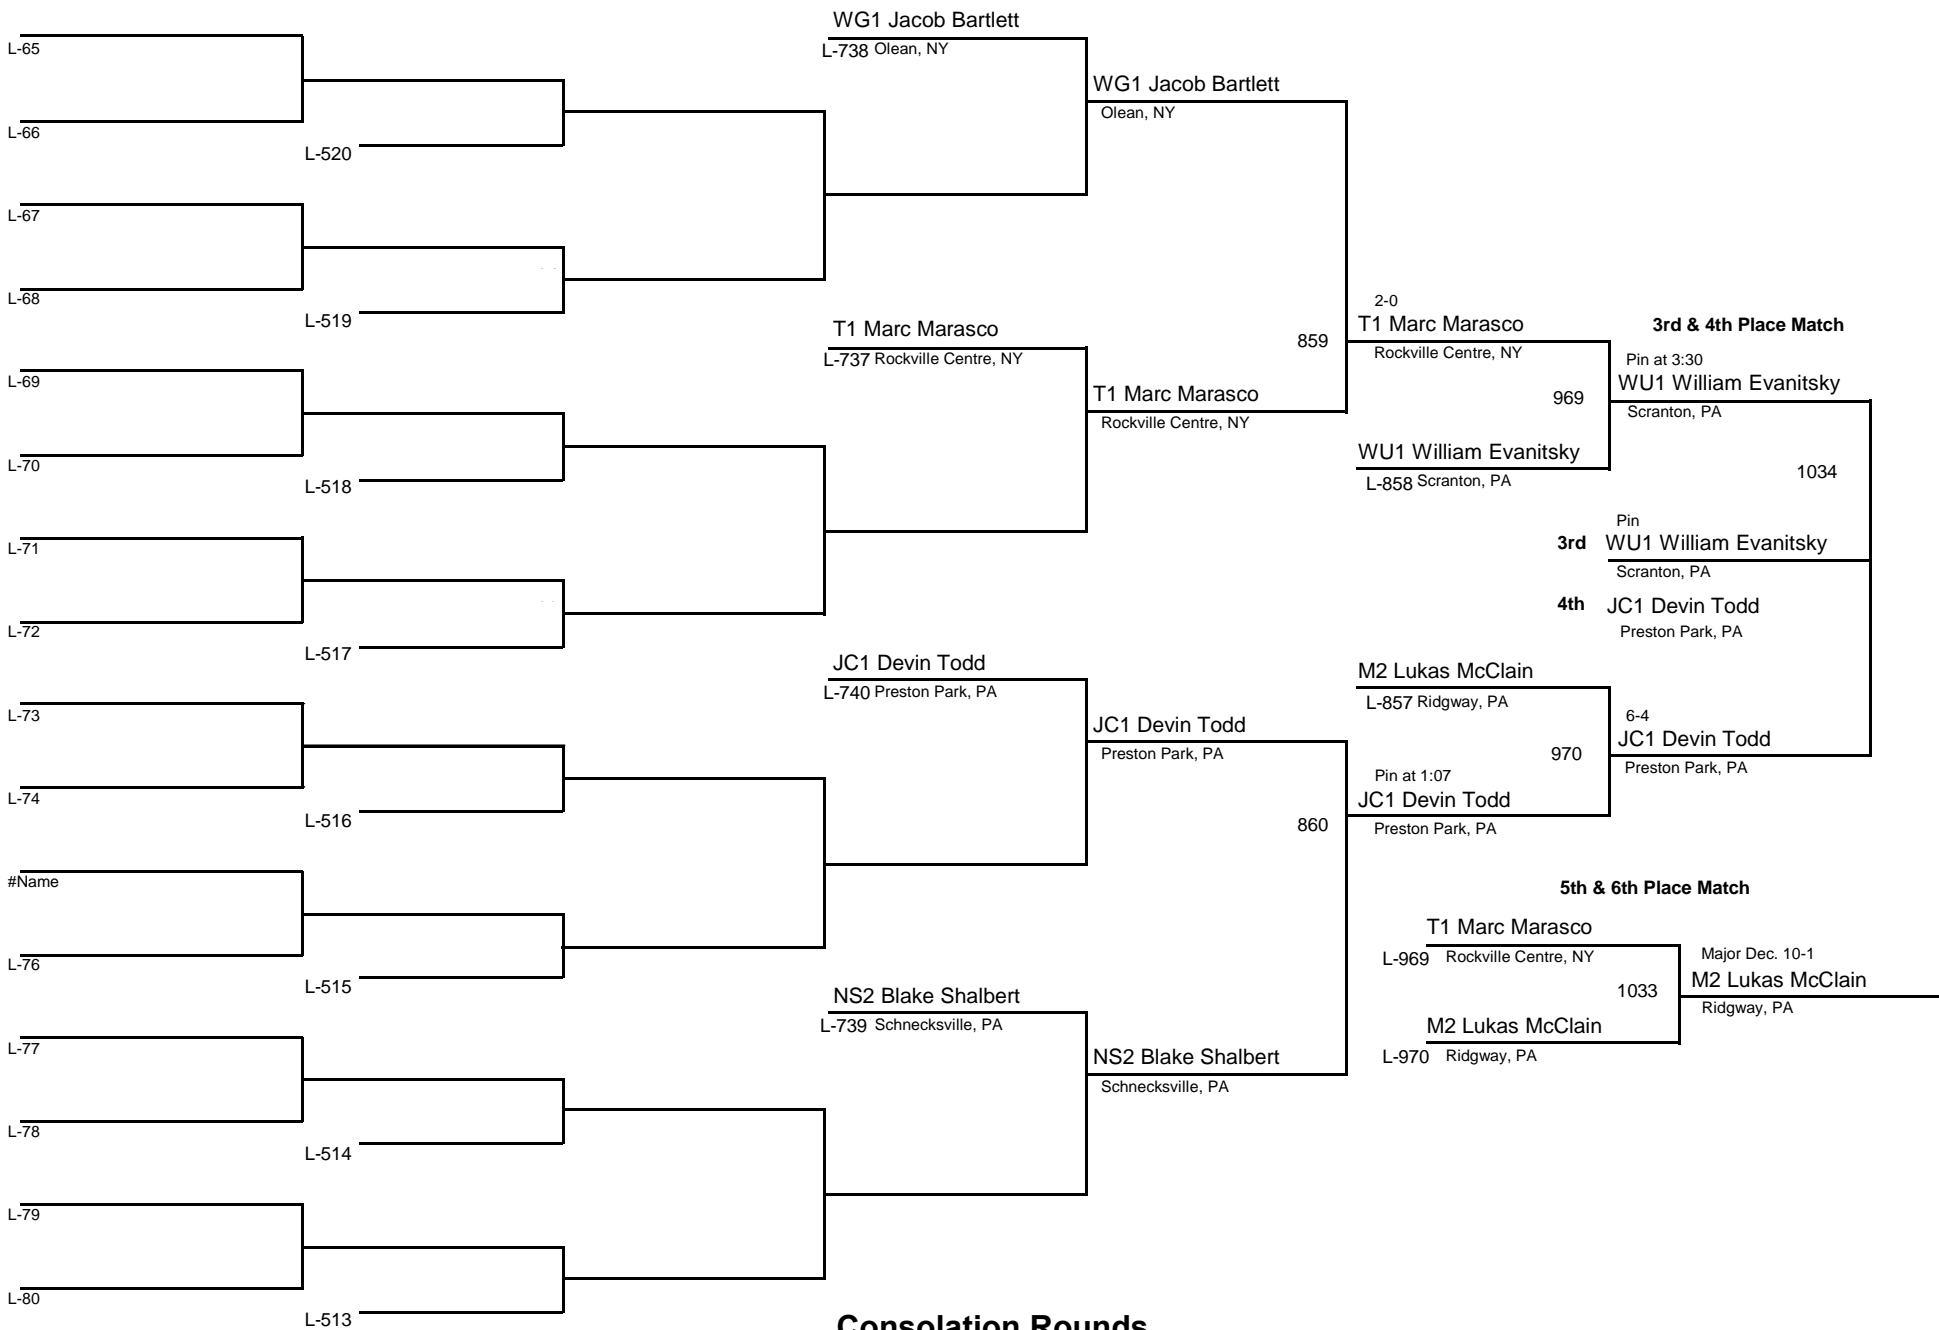 L-65
L-66
L-520
L-67
L-68
L-519
L-69
L-70
L-518
L-71
L-72
L-517
L-73
L-74
L-516
#Name
L-76
L-515
L-77
L-78
L-514
L-79
L-80
L-513
WG1 Jacob Bartlett
L-738 Olean, NY
T1 Marc Marasco
L-737 Rockville Centre, NY
JC1 Devin Todd
L-740 Preston Park, PA
NS2 Blake Shalbert
L-739 Schnecksville, PA
WG1 Jacob Bartlett
Olean, NY
859
T1 Marc Marasco
Rockville Centre, NY
JC1 Devin Todd
Preston Park, PA
860
NS2 Blake Shalbert
Schnecksville, PA
2-0
T1 Marc Marasco
Rockville Centre, NY
969
WU1 William Evanitsky
L-858 Scranton, PA
M2 Lukas McClain
L-857 Ridgway, PA
970
Pin at 1:07
JC1 Devin Todd
Preston Park, PA
3rd & 4th Place Match
Pin at 3:30
WU1 William Evanitsky
Scranton, PA
1034
Pin
3rd WU1 William Evanitsky
Scranton, PA
4th JC1 Devin Todd
Preston Park, PA
6-4
JC1 Devin Todd
Preston Park, PA
5th & 6th Place Match
T1 Marc Marasco
L-969 Rockville Centre, NY
1033
M2 Lukas McClain
L-970 Ridgway, PA
Major Dec. 10-1
M2 Lukas McClain
Ridgway, PA
Consolation Rounds